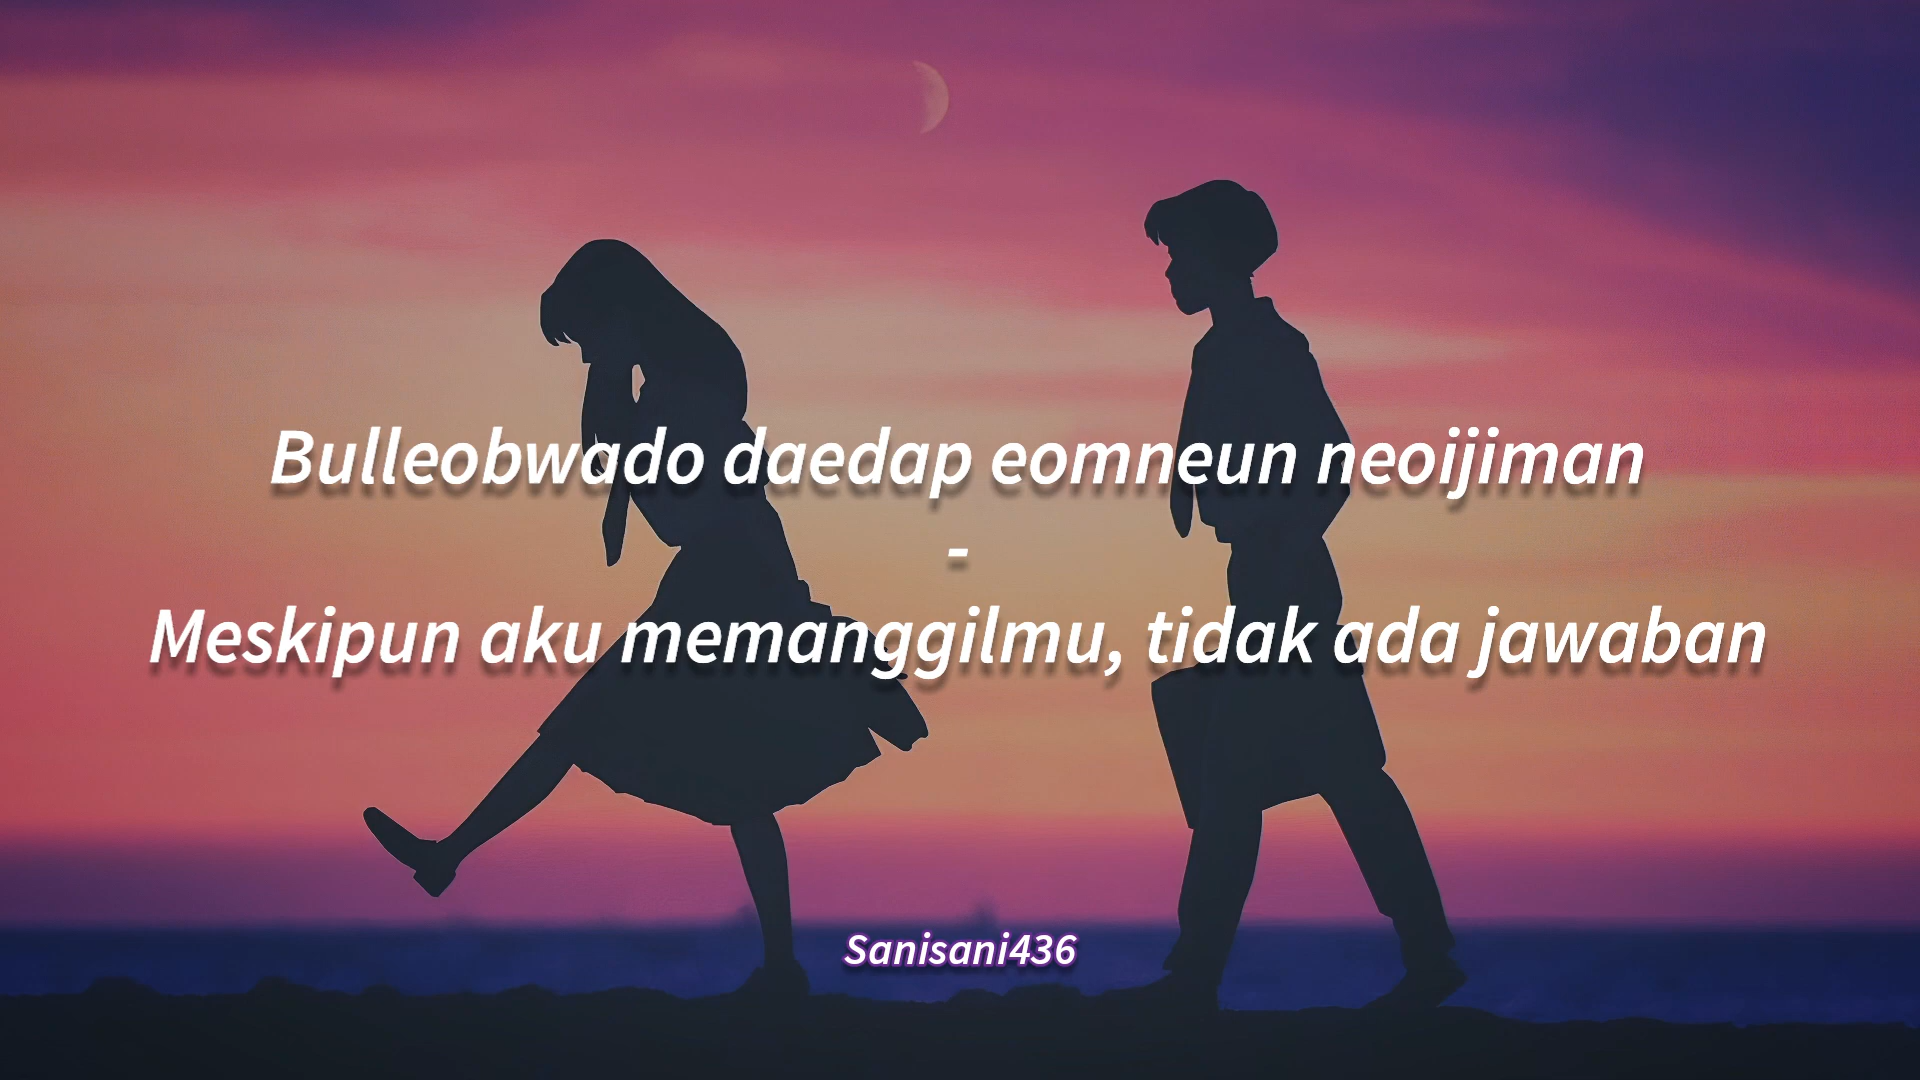 Bulleobwado daedap eomneun neoijiman
-
Meskipun aku memanggilmu, tidak ada jawaban
Sanisani436